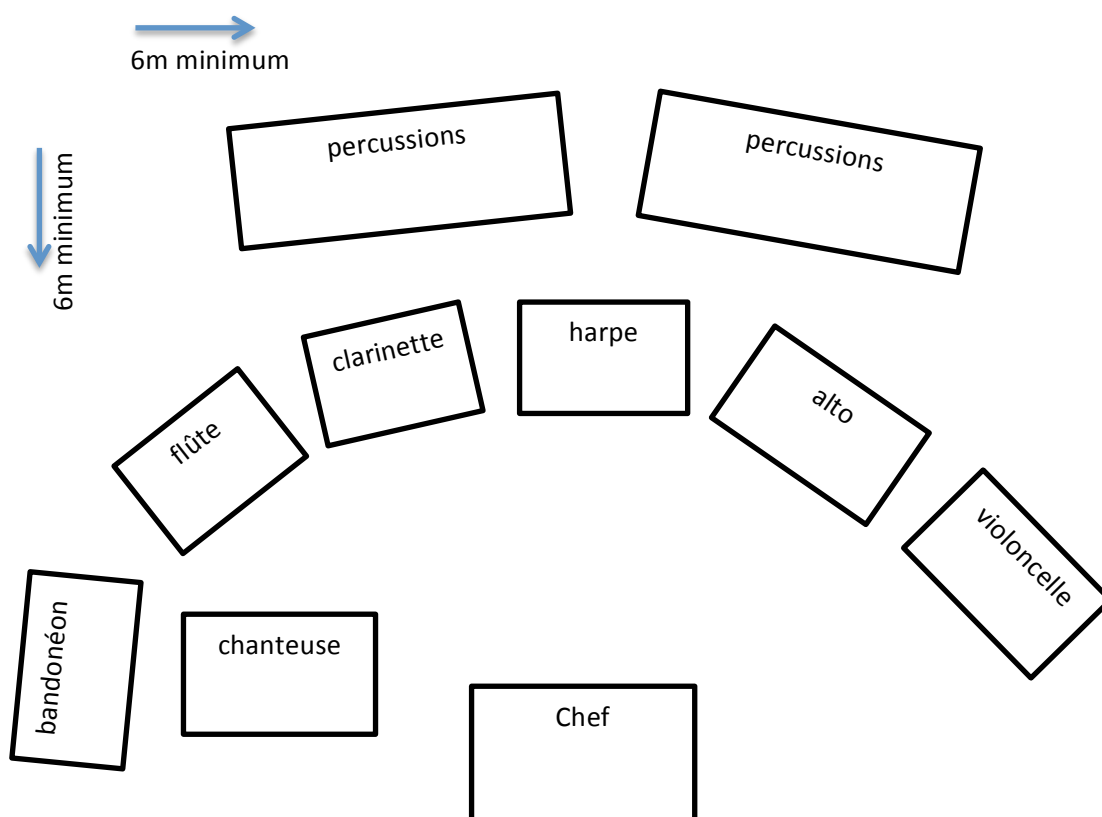 6m minimum
6m minimum
percussions
percussions
clarinette
harpe
alto
flûte
violoncelle
bandonéon
chanteuse
Chef